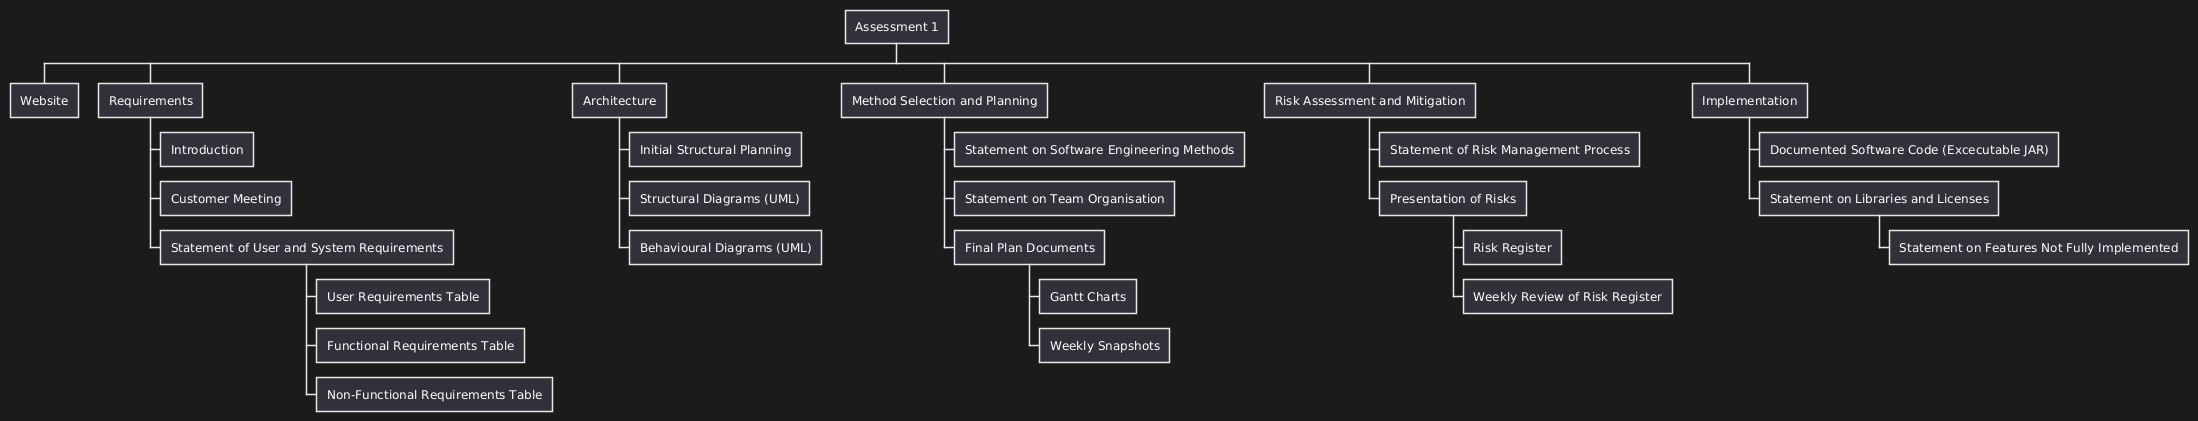 Assessment 1
Website
Requirements
Architecture
Method Selection and Planning
Risk Assessment and Mitigation
Implementation
Introduction
Initial Structural Planning
Statement on Software Engineering Methods
Statement of Risk Management Process
Documented Software Code (Excecutable JAR)
Customer Meeting
Structural Diagrams (UML)
Statement on Team Organisation
Presentation of Risks
Statement on Libraries and Licenses
Statement of User and System Requirements
Behavioural Diagrams (UML)
Final Plan Documents
Risk Register
Statement on Features Not Fully Implemented
User Requirements Table
Gantt Charts
Weekly Review of Risk Register
Functional Requirements Table
Weekly Snapshots
Non-Functional Requirements Table